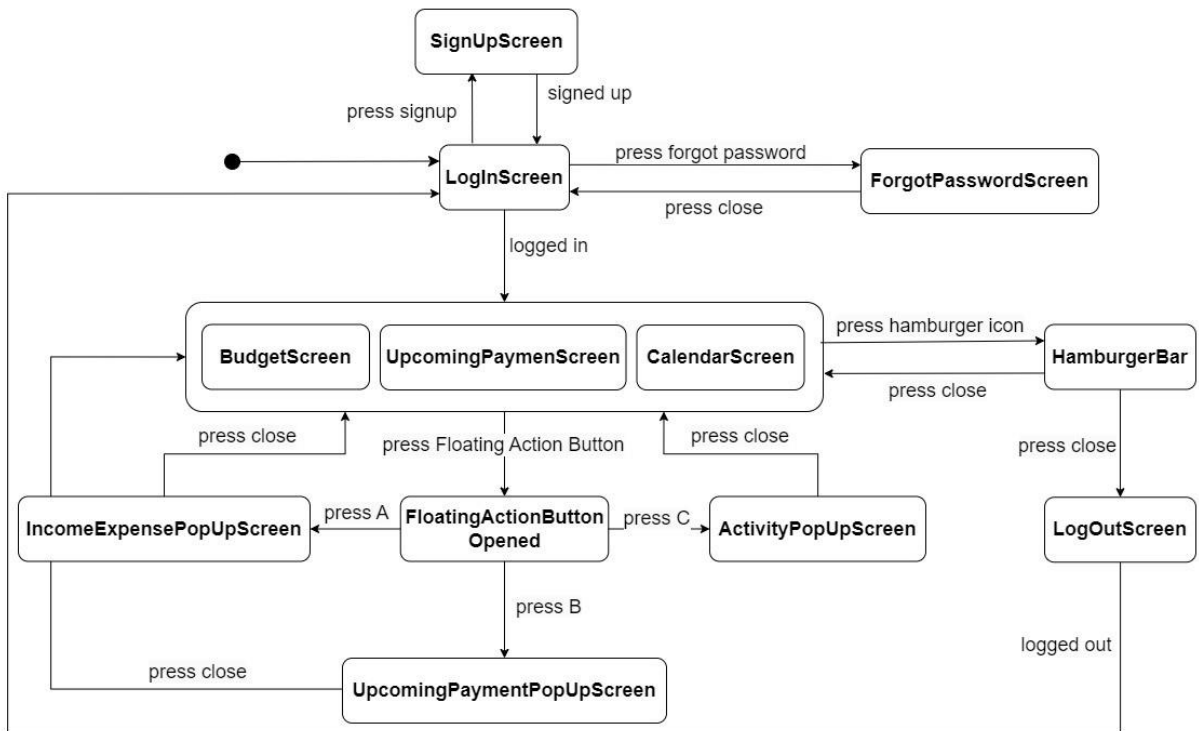 SignUpScreen
press signup
signed up
LogInScreen
press forgot password
ForgotPasswordScreen
press close
logged in
BudgetScreen
UpcomingPaymenScreen
CalendarScreen
press hamburger icon
HamburgerBar
press close
press close
press Floating Action Button
press close
press close
IncomeExpensePopUpScreen
press A
FloatingActionButton
Opened
press C
ActivityPopUpScreen
LogOutScreen
press B
logged out
press close
UpcomingPaymentPopUpScreen